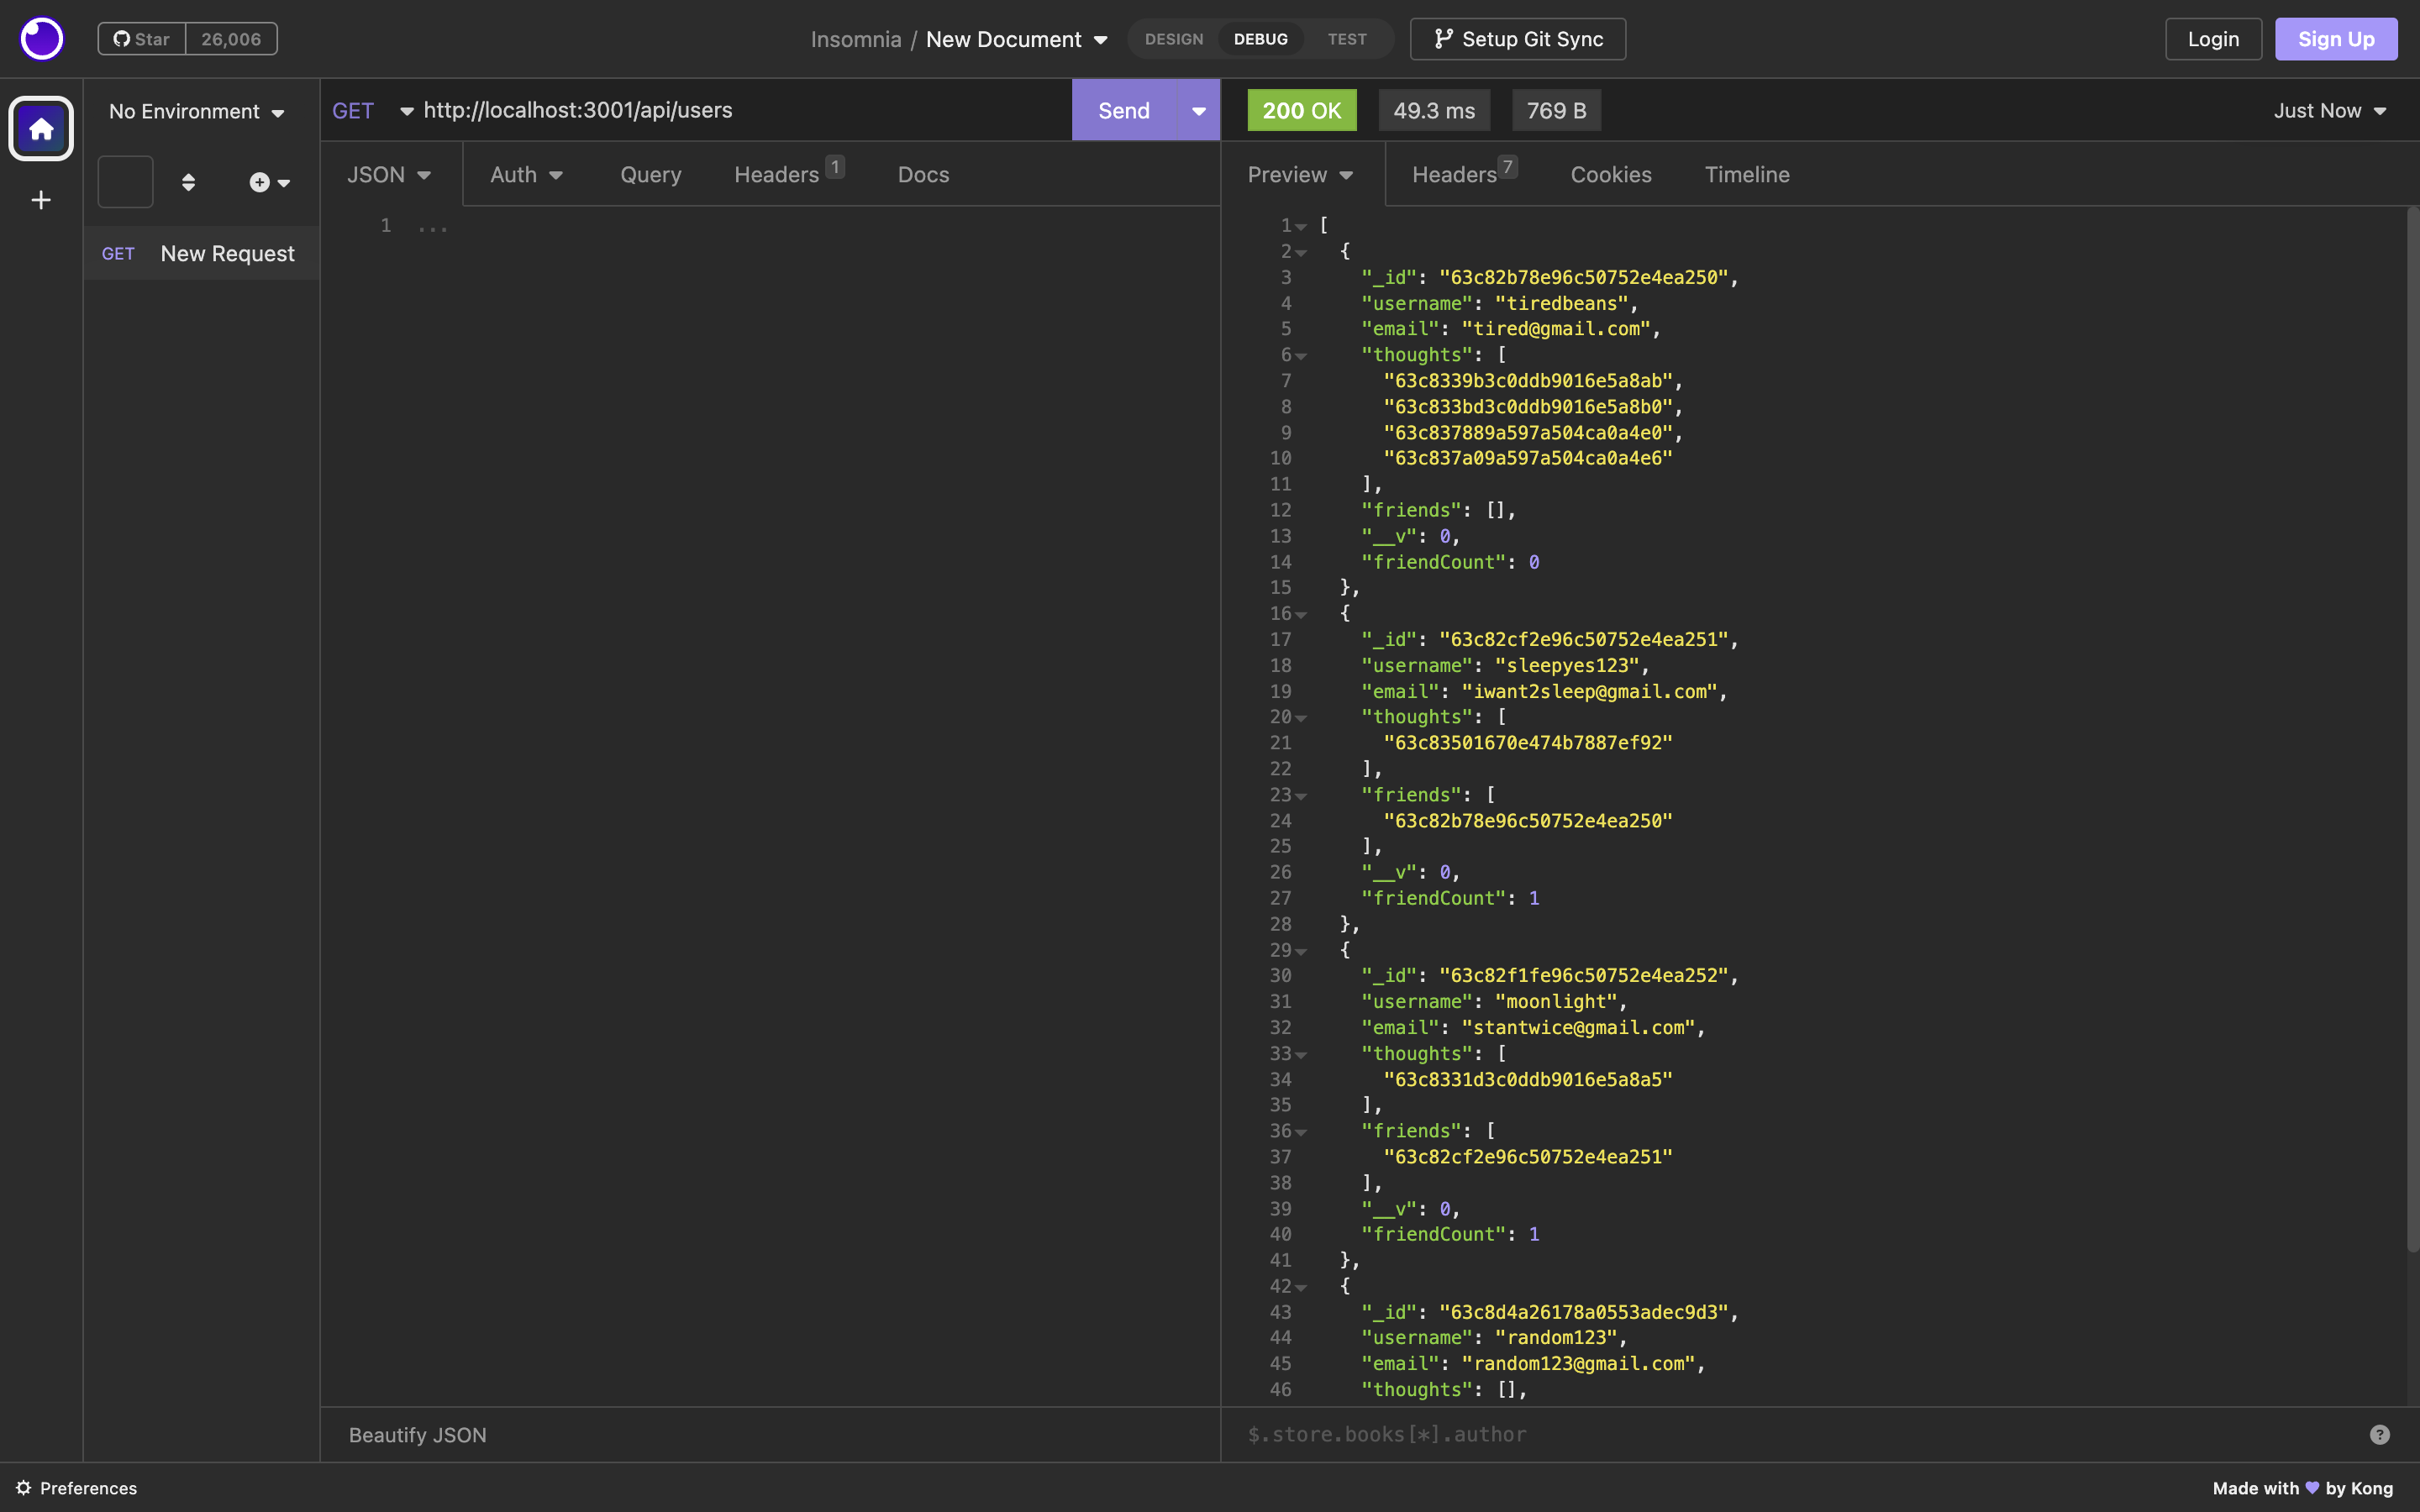 Star 26,006
Insomnia / New Document
DESIGN DEBUG TEST
Setup Git Sync
Login
Sign Up
No Environment
GET New Request
GET http://localhost:3001/api/users
Send
200 OK 49.3 ms 769 B
Just Now
JSON Auth Query Headers 1 Docs
Preview Headers 7 Cookies Timeline
1 ...
1 [
2 {
3 "_id": "63c82b78e96c50752e4ea250",
4 "username": "tiredbeans",
5 "email": "tired@gmail.com",
6 "thoughts": [
7 "63c8339b3c0ddb9016e5a8ab",
8 "63c833bd3c0ddb9016e5a8b0",
9 "63c837889a597a504ca0a4e0",
10 "63c837a09a597a504ca0a4e6"
11 ],
12 "friends": [],
13 "__v": 0,
14 "friendCount": 0
15 },
16 {
17 "_id": "63c82cf2e96c50752e4ea251",
18 "username": "sleepyes123",
19 "email": "iwant2sleep@gmail.com",
20 "thoughts": [
21 "63c83501670e474b7887ef92"
22 ],
23 "friends": [
24 "63c82b78e96c50752e4ea250"
25 ],
26 "__v": 0,
27 "friendCount": 1
28 },
29 {
30 "_id": "63c82f1fe96c50752e4ea252",
31 "username": "moonlight",
32 "email": "stantwice@gmail.com",
33 "thoughts": [
34 "63c8331d3c0ddb9016e5a8a5"
35 ],
36 "friends": [
37 "63c82cf2e96c50752e4ea251"
38 ],
39 "__v": 0,
40 "friendCount": 1
41 },
42 {
43 "_id": "63c8d4a26178a0553adec9d3",
44 "username": "random123",
45 "email": "random123@gmail.com",
46 "thoughts": [],
Beautify JSON
$.store.books[*].author
?
Preferences
Made with 💜 by Kong